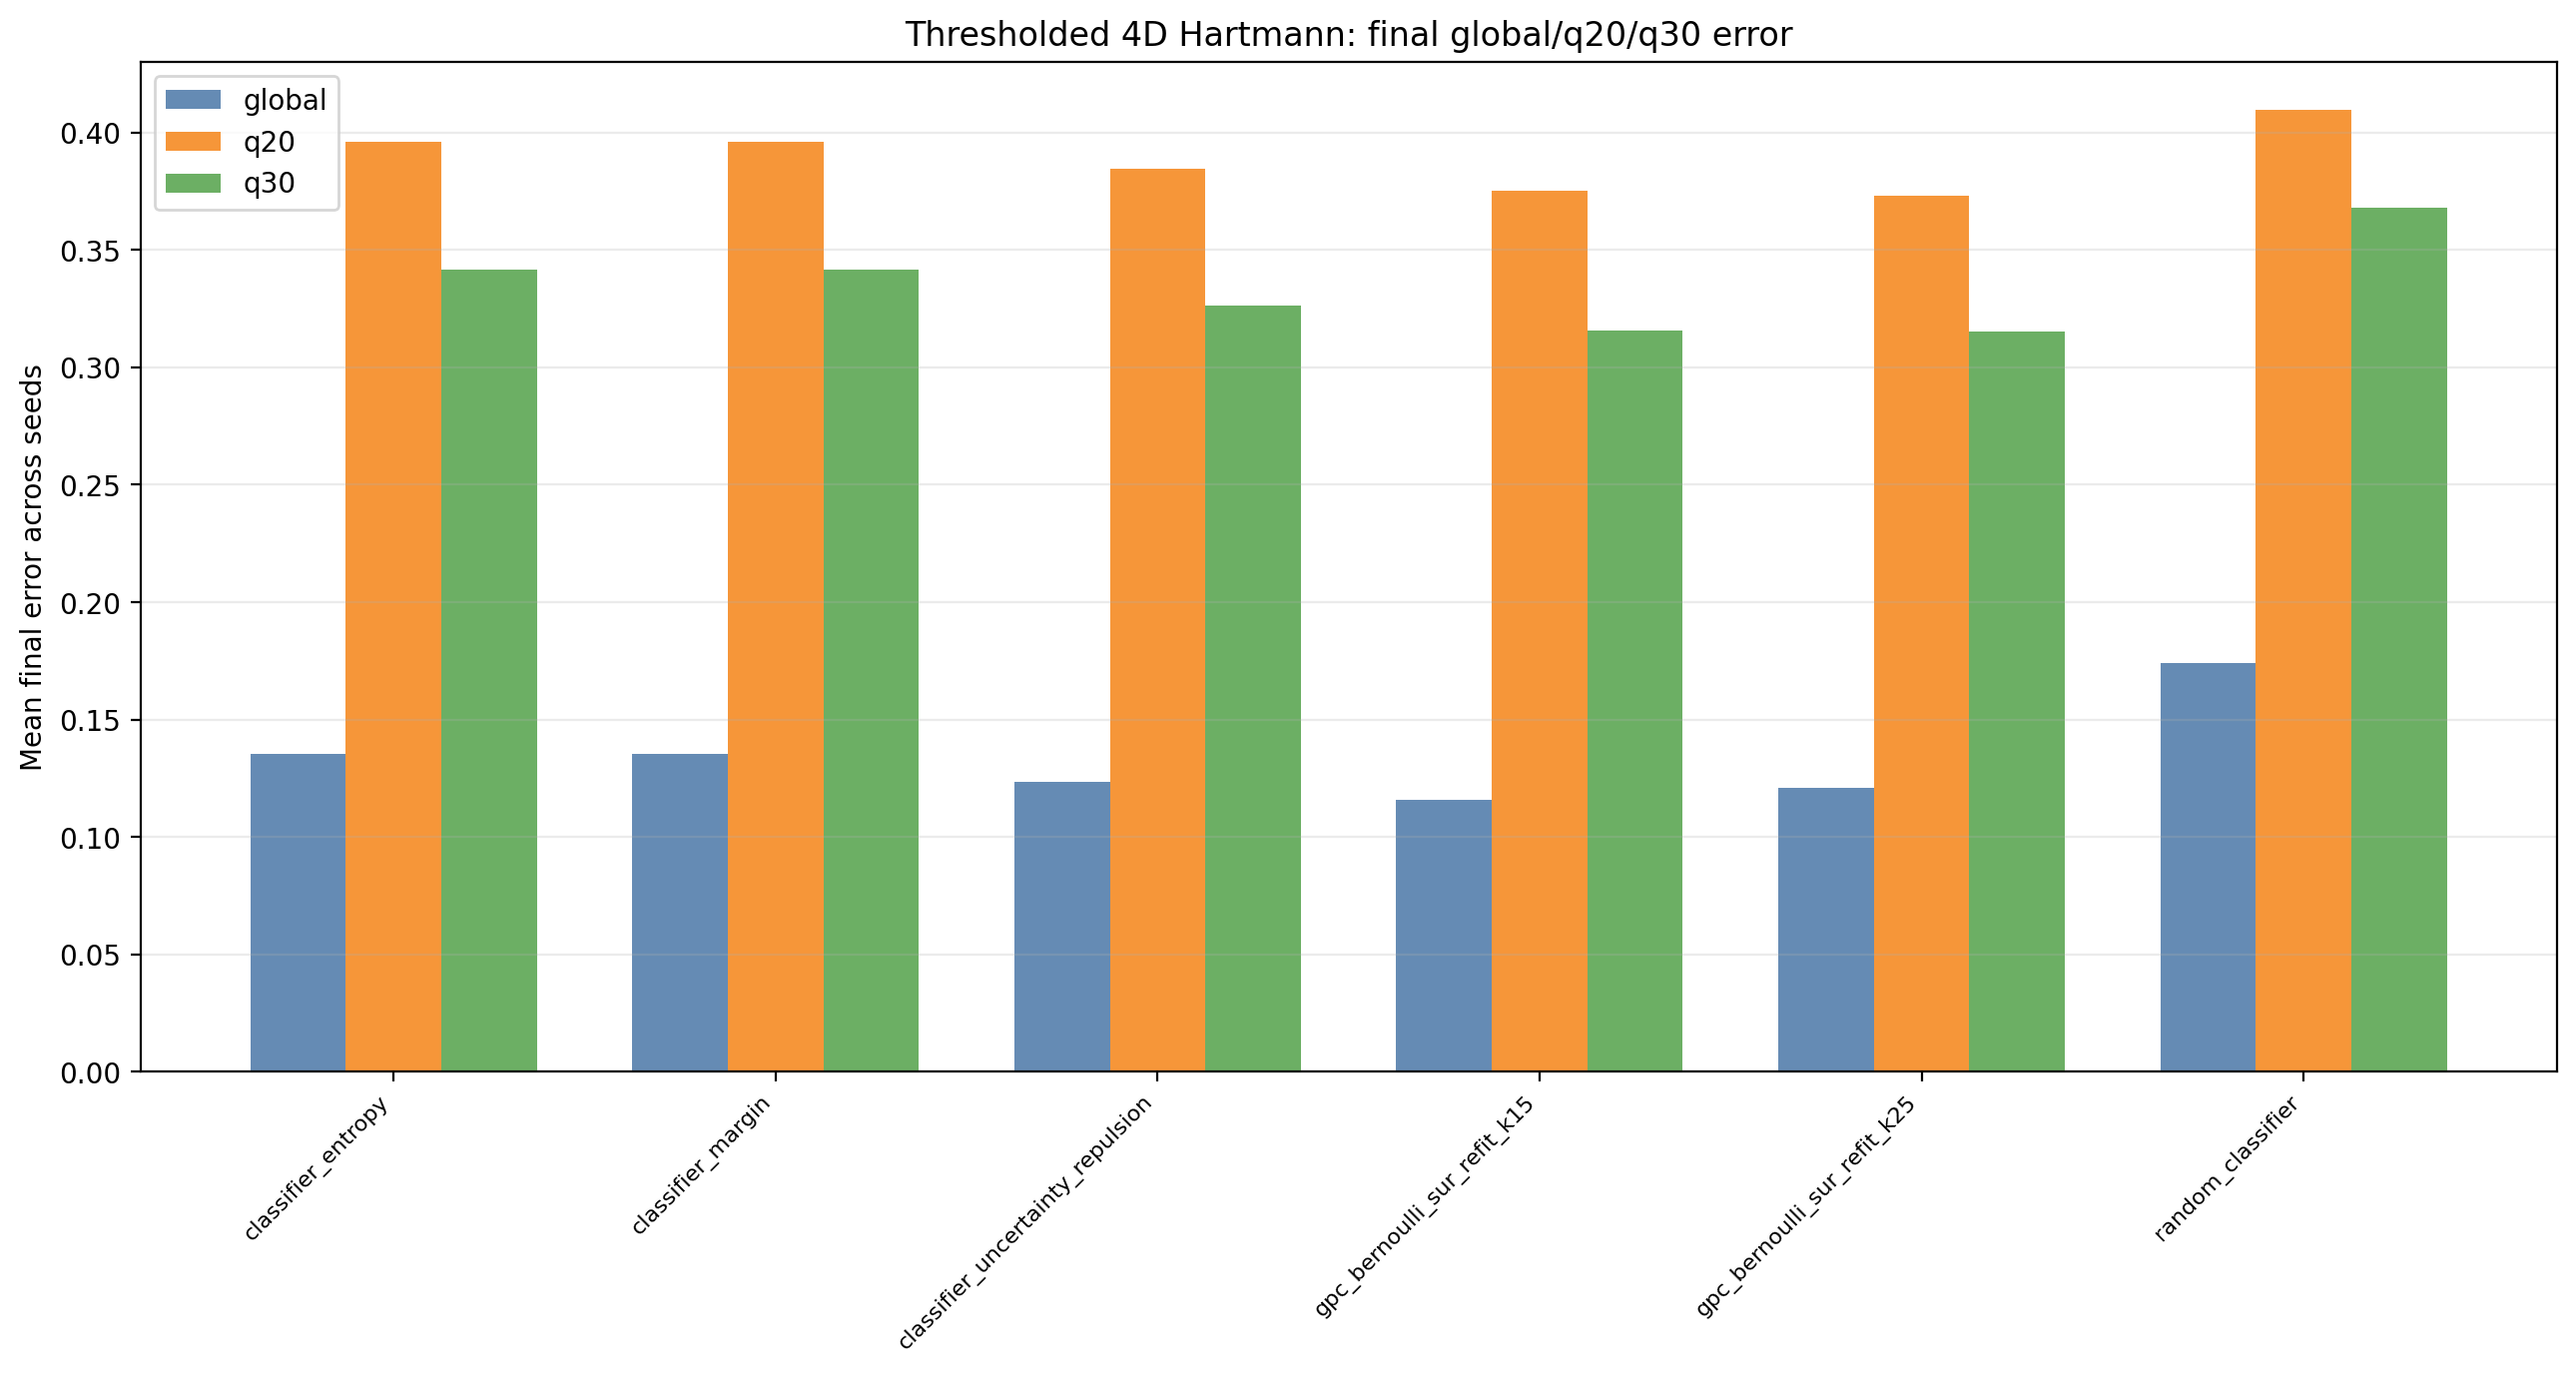 Thresholded 4D Hartmann: final global/q20/q30 error
global
q20
q30
Mean final error across seeds
0.40
0.35
0.30
0.25
0.20
0.15
0.10
0.05
0.00
classifier_entropy
classifier_margin
classifier_uncertainty_repulsion
gpc_bernoulli_sur_refit_k15
gpc_bernoulli_sur_refit_k25
random_classifier